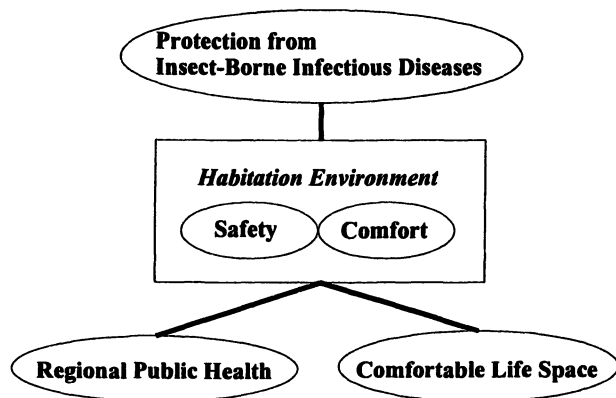 Protection from
Insect-Borne Infectious Diseases
Habitation Environment
Safety
Comfort
Regional Public Health
Comfortable Life Space